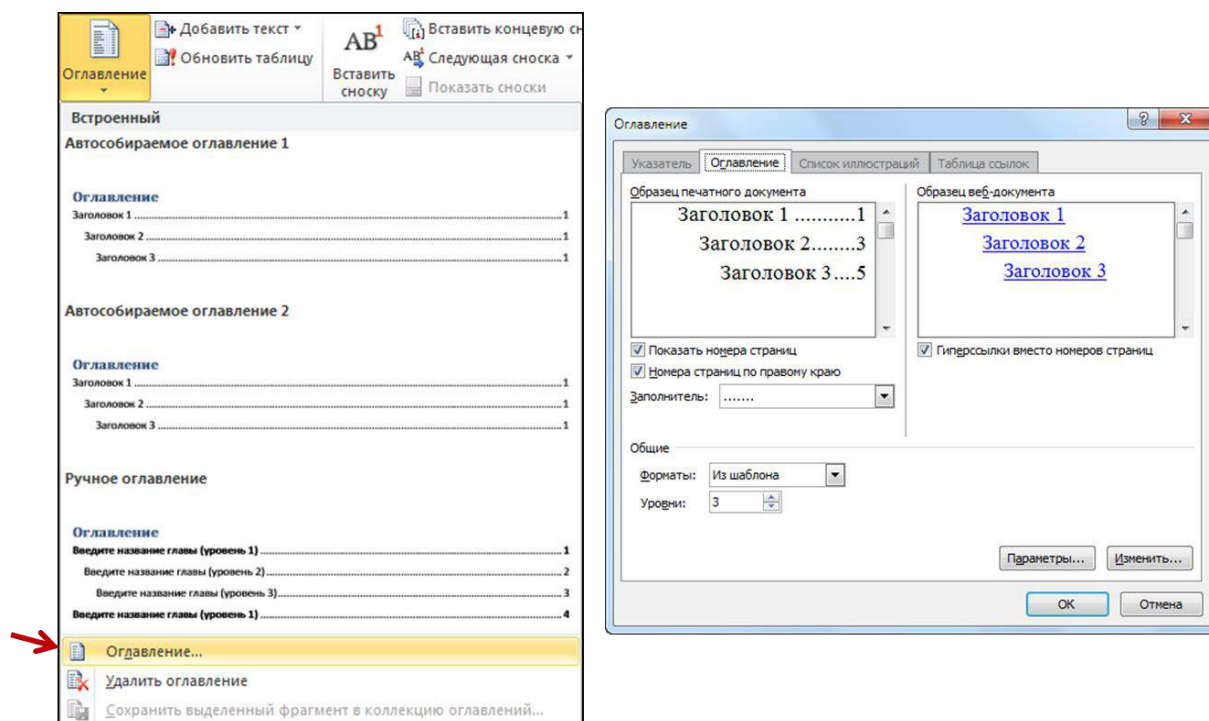 Оглавление
Добавить текст
Обновить таблицу
AB1
Вставить сноску
Вставить концевую
AB1 Следующая сноска
Показать сноски
Встроенный
Автособираемое оглавление 1
Оглавление
Заголовок 1 ... 1
Заголовок 2 ... 1
Заголовок 3 ... 1
Автособираемое оглавление 2
Оглавление
Заголовок 1 ... 1
Заголовок 2 ... 1
Заголовок 3 ... 1
Ручное оглавление
Оглавление
Введите название главы (уровень 1) ... 1
Введите название главы (уровень 2) ... 2
Введите название главы (уровень 3) ... 3
Введите название главы (уровень 1) ... 4
Оглавление...
Удалить оглавление
Сохранить выделенный фрагмент в коллекцию оглавлений...
Оглавление
Указатель Оглавление Список иллюстраций Таблица ссылок
Образец печатного документа
Заголовок 1 ...........1
Заголовок 2........3
Заголовок 3....5
Показать номера страниц
Номера страниц по правому краю
Заполнитель: .......
Образец веб-документа
Заголовок 1
Заголовок 2
Заголовок 3
Гиперссылки вместо номеров страниц
Общие
Форматы: Из шаблона
Уровни: 3
Параметры... Изменить...
ОК Отмена